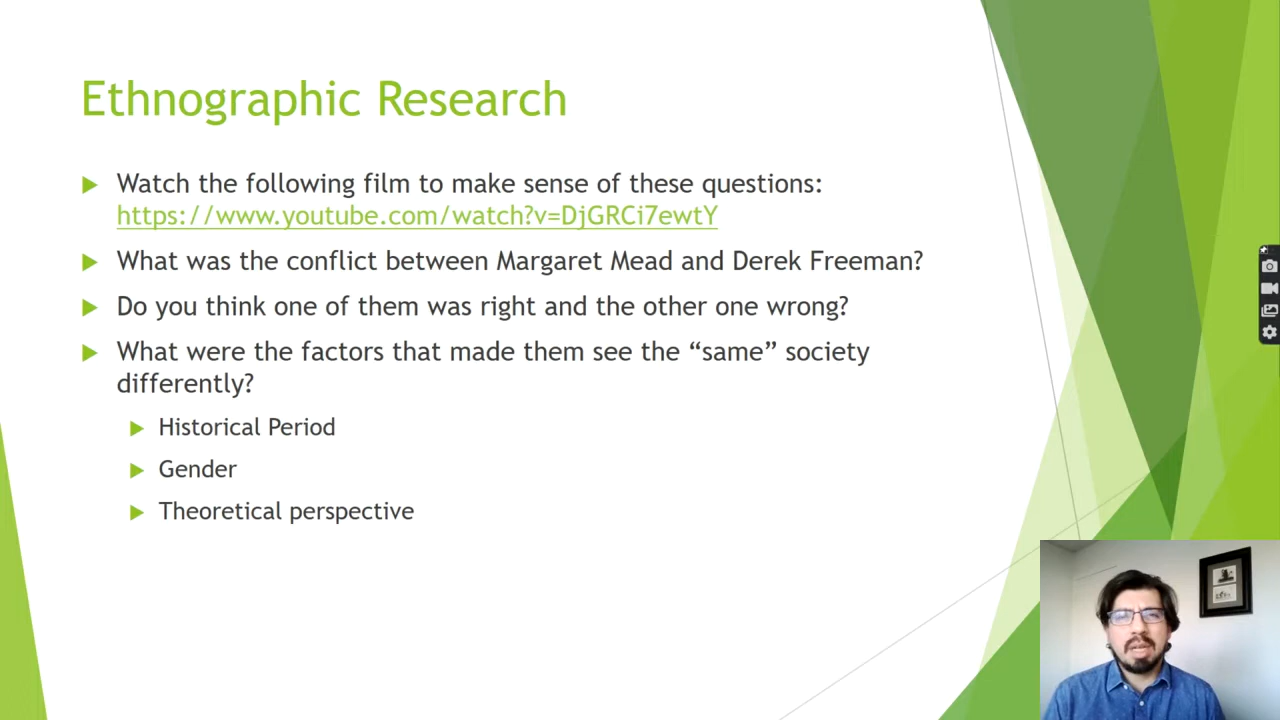 Ethnographic Research
Watch the following film to make sense of these questions:
https://www.youtube.com/watch?v=DjGRCi7ewtY
What was the conflict between Margaret Mead and Derek Freeman?
Do you think one of them was right and the other one wrong?
What were the factors that made them see the “same” society
differently?
Historical Period
Gender
Theoretical perspective